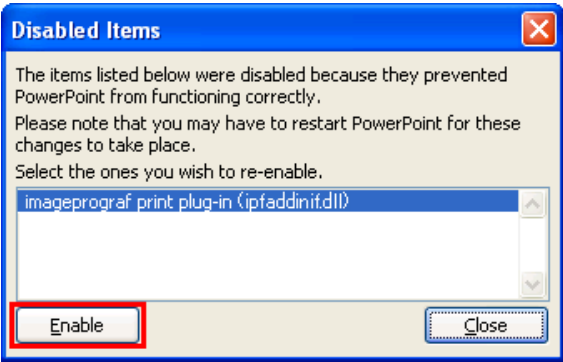 Disabled Items
The items listed below were disabled because they prevented
PowerPoint from functioning correctly.
Please note that you may have to restart PowerPoint for these
changes to take place.
Select the ones you wish to re-enable.
imageprograf print plug-in (ipfaddinif.dll)
Enable Close